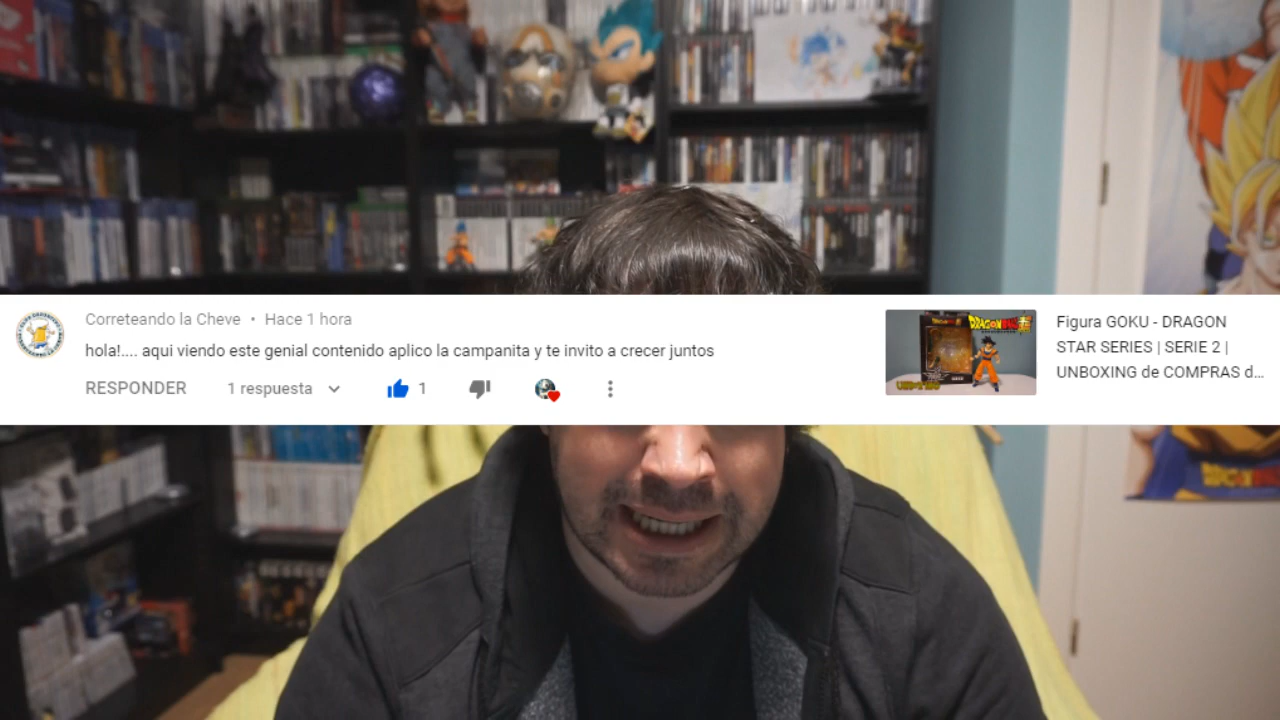 Correteando la Cheve • Hace 1 hora
hola!.... aqui viendo este genial contenido aplico la campanita y te invito a crecer juntos
RESPONDER 1 respuesta 1
Figura GOKU - DRAGON
STAR SERIES | SERIE 2 |
UNBOXING de COMPRAS d...